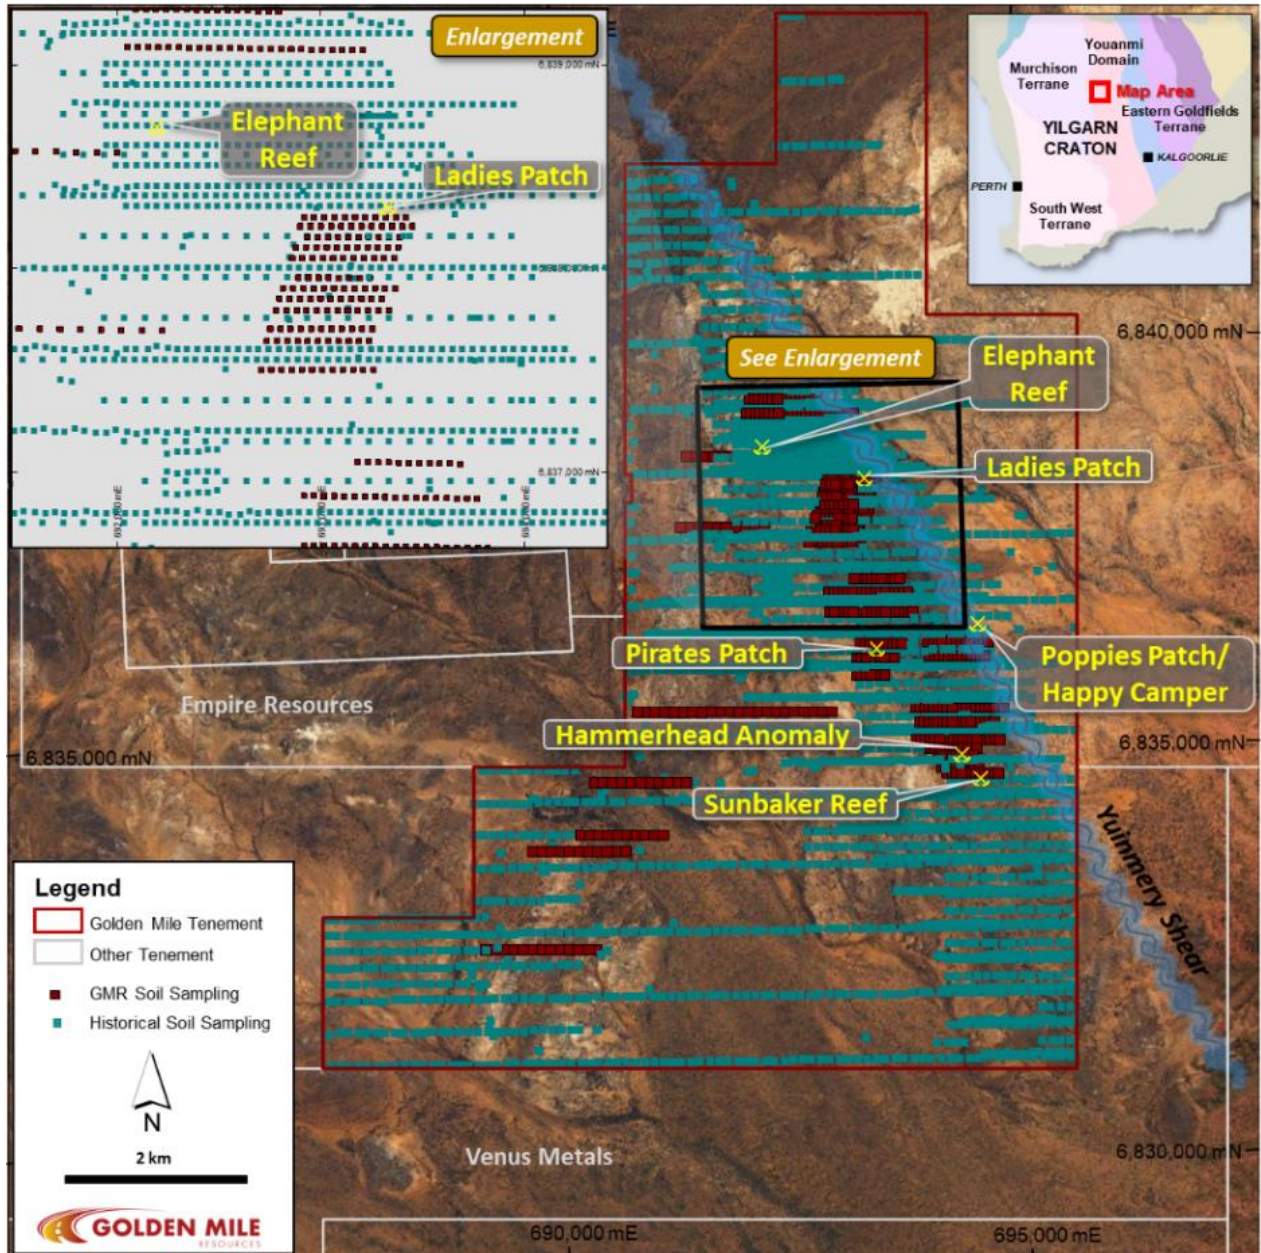 Enlargement
6,839,000 mN
Elephant
Reef
Ladies Patch
6,837,000 mN
Youanmi
Domain
Murchison
Terrane
Map Area
Eastern Goldfields
Terrane
YILGARN
CRATON
KALGOORLIE
PERTH
South West
Terrane
6,840,000 mN
See Enlargement
Elephant
Reef
Ladies Patch
Pirates Patch
Poppies Patch/
Happy Camper
Empire Resources
Hammerhead Anomaly
6,835,000 mN
6,835,000 mN
Sunbaker Reef
Yuinmery Shear
Legend
Golden Mile Tenement
Other Tenement
GMR Soil Sampling
Historical Soil Sampling
N
2 km
GOLDEN MILE
RESOURCES
Venus Metals
6,830,000 mN
690,000 mE
695,000 mE